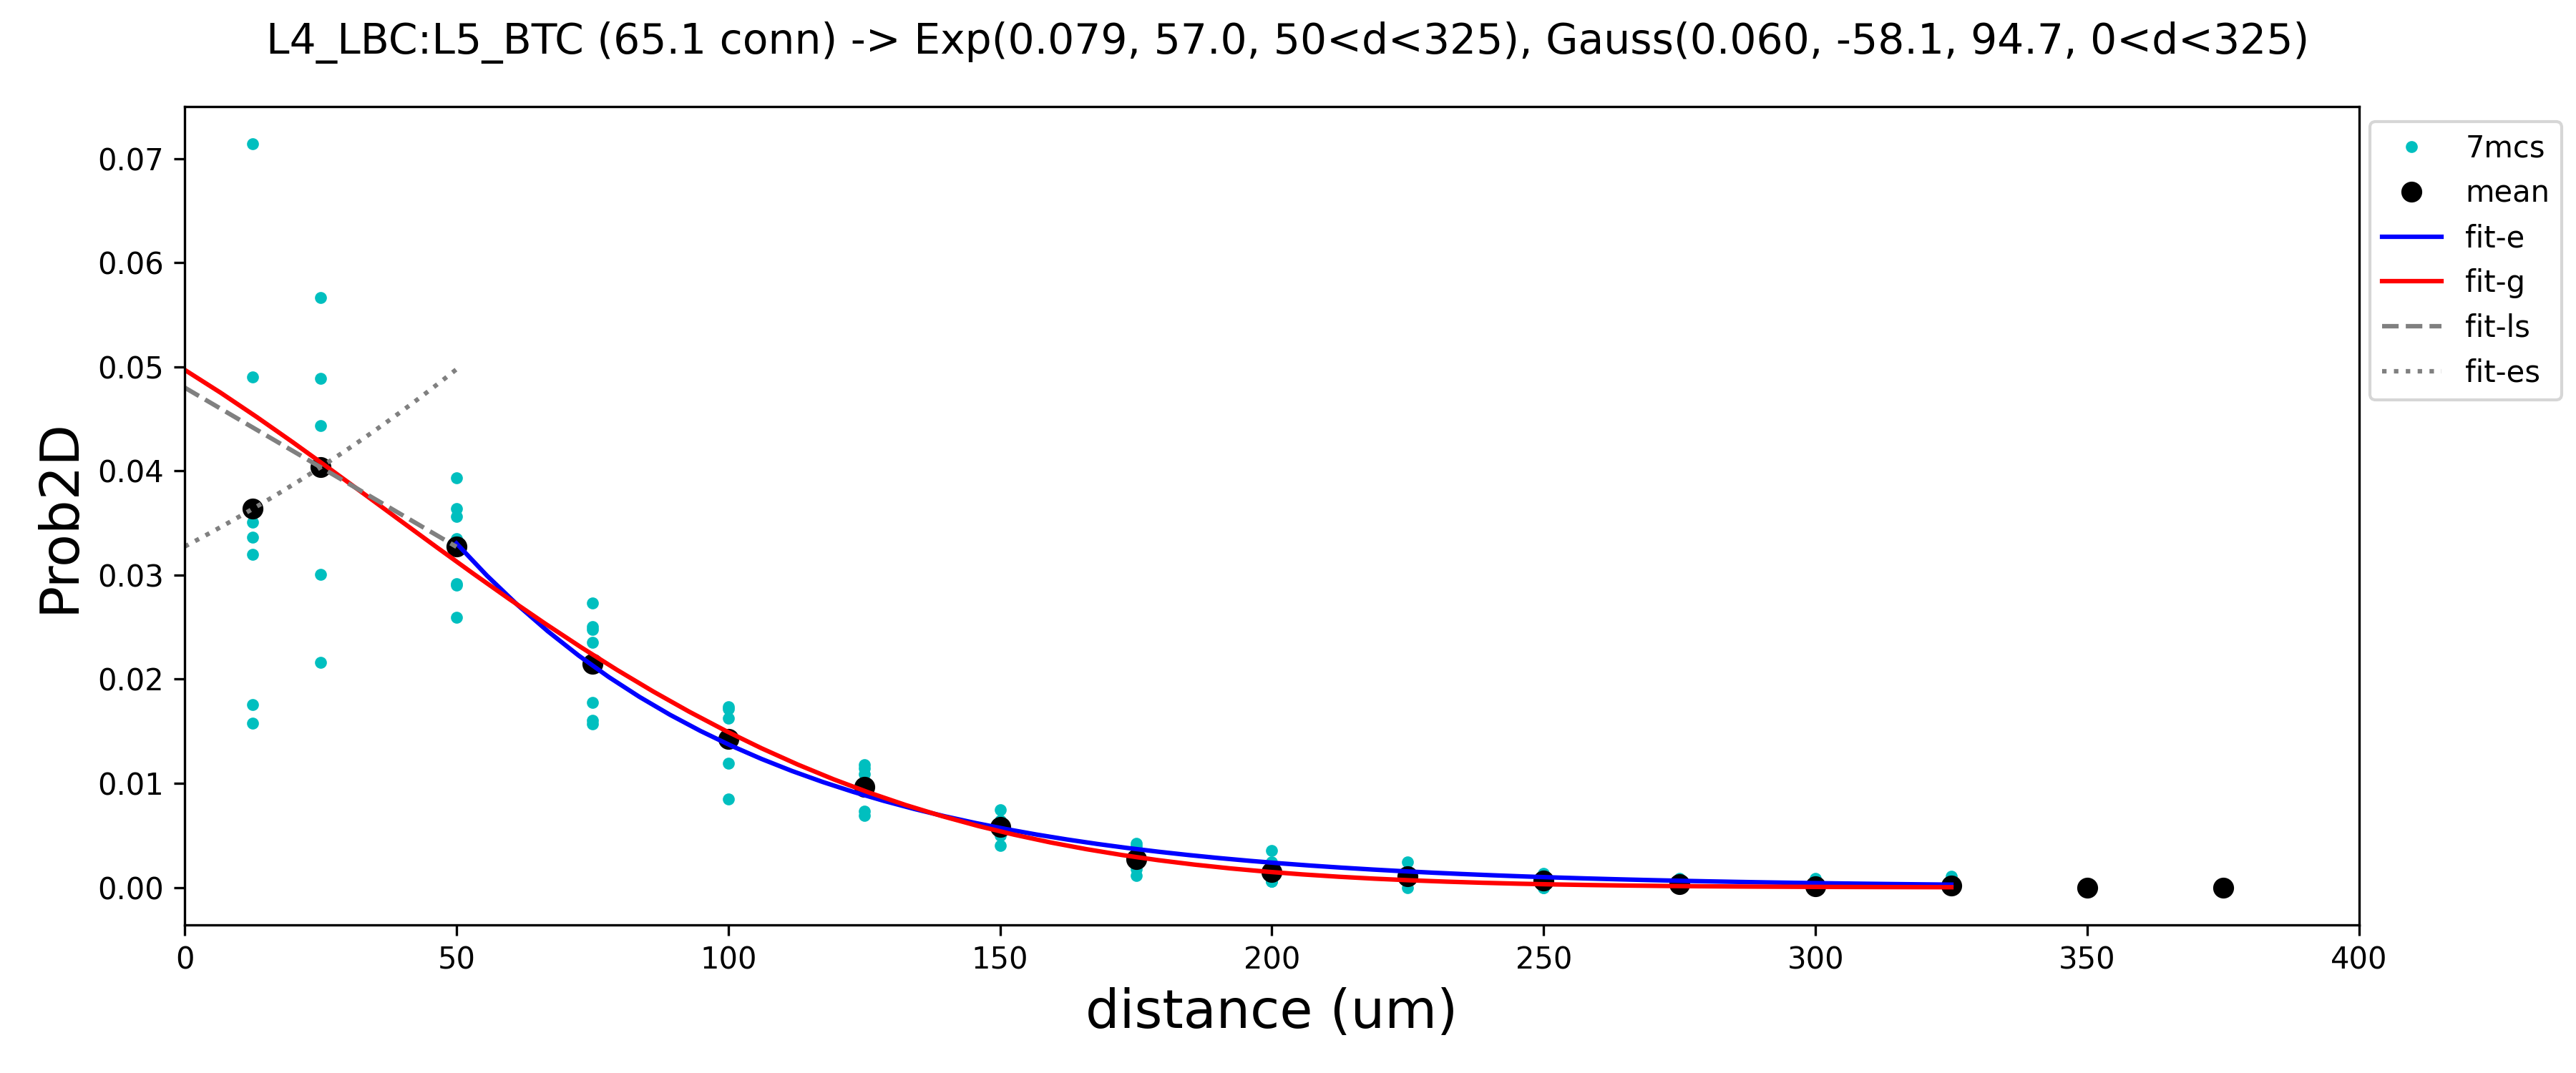 L4_LBC:L5_BTC (65.1 conn) -> Exp(0.079, 57.0, 50<d<325), Gauss(0.060, -58.1, 94.7, 0<d<325)
7mcs
mean
fit-e
fit-g
fit-ls
fit-es
Prob2D
0.07
0.06
0.05
0.04
0.03
0.02
0.01
0.00
0 50 100 150 200 250 300 350 400
distance (um)